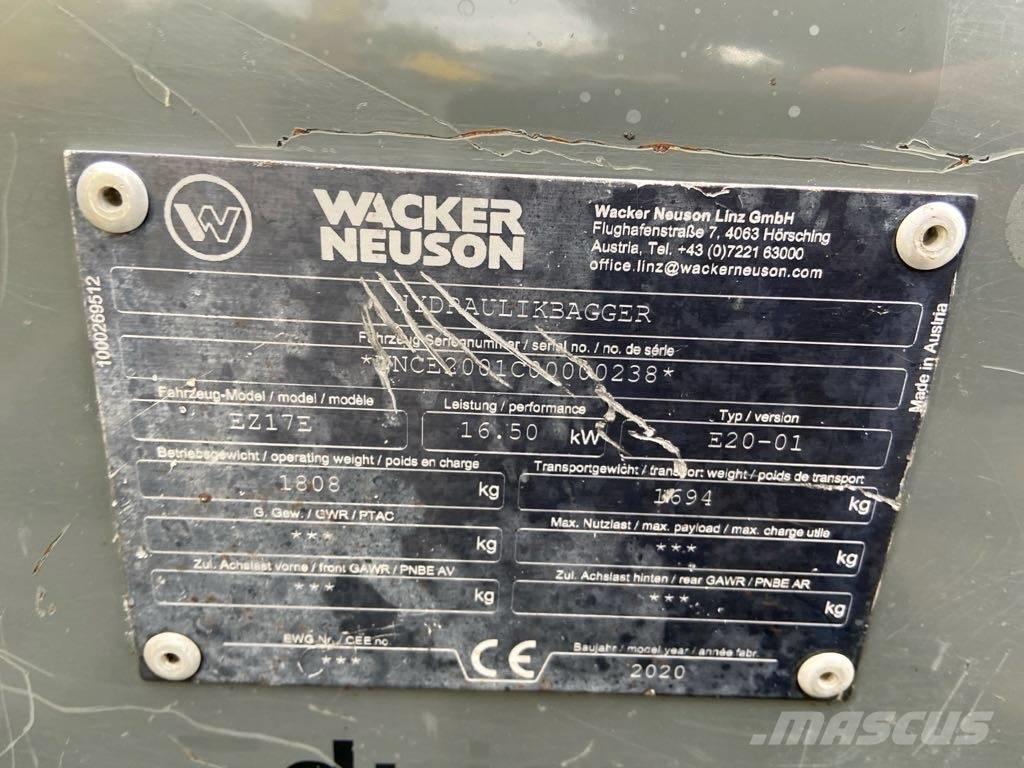 WACKER
NEUSON
Wacker Neuson Linz GmbH
Flughafenstraße 7, 4063 Hörsching
Austria, Tel. +43 (0)7221 63000
office.linz@wackerneuson.com
1000269512
Made in Austria
HYDRAULIKBAGGER
Fahrzeug Seriennummer / serial no. / no. de série
Fahrzeug-Model / model / modèle
EZ17E
Leistung / performance
16.50 kW
Typ / version
E20-01
Betriebsgewicht / operating weight / poids en charge
1808 kg
Transportgewicht / transport weight / poids de transport
1694 kg
G. Gew. / GWR / PTAC
*** kg
Max. Nutzlast / max. payload / max. charge utile
*** kg
Zul. Achslast vorne / front GAWR / PNBE AV
*** kg
Zul. Achslast hinten / rear GAWR / PNBE AR
*** kg
EWG Nr. / CEE no.
***
CE
Baujahr / model year / année fabr.
2020
MASCUS